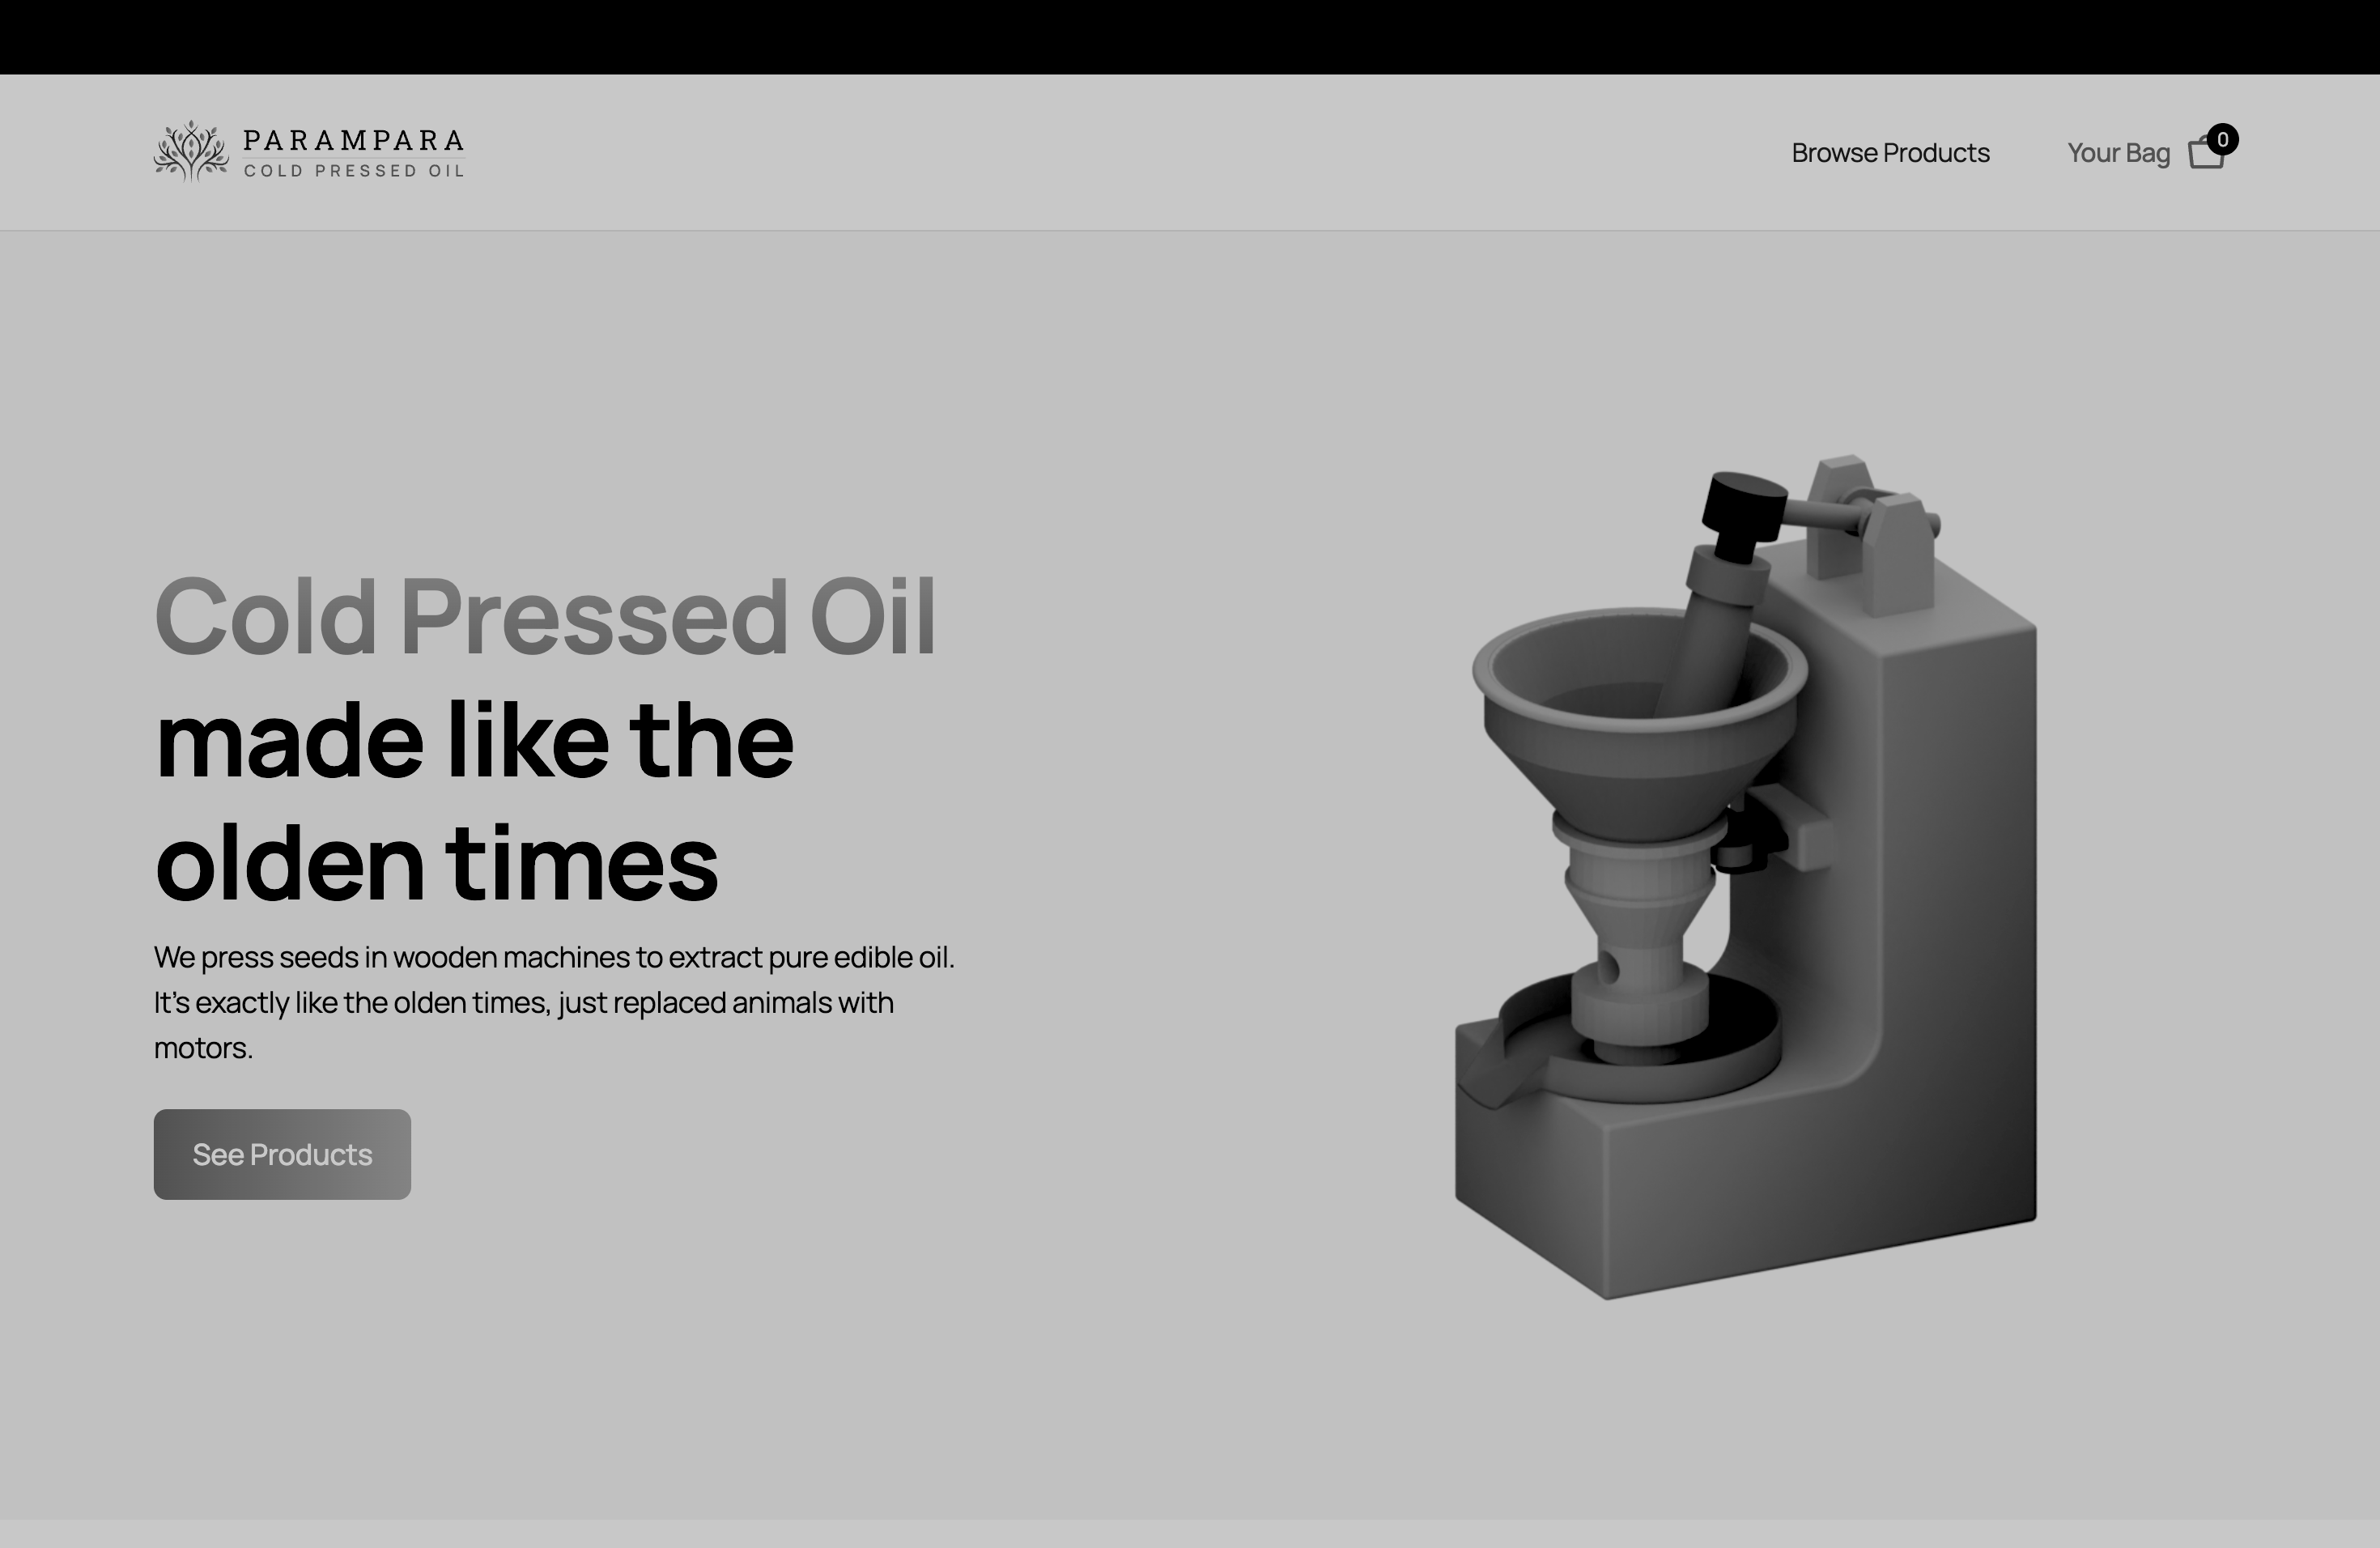 PARAMPARA
COLD PRESSED OIL
Browse Products
Your Bag
0
Cold Pressed Oil
made like the
olden times
We press seeds in wooden machines to extract pure edible oil.
It’s exactly like the olden times, just replaced animals with
motors.
See Products